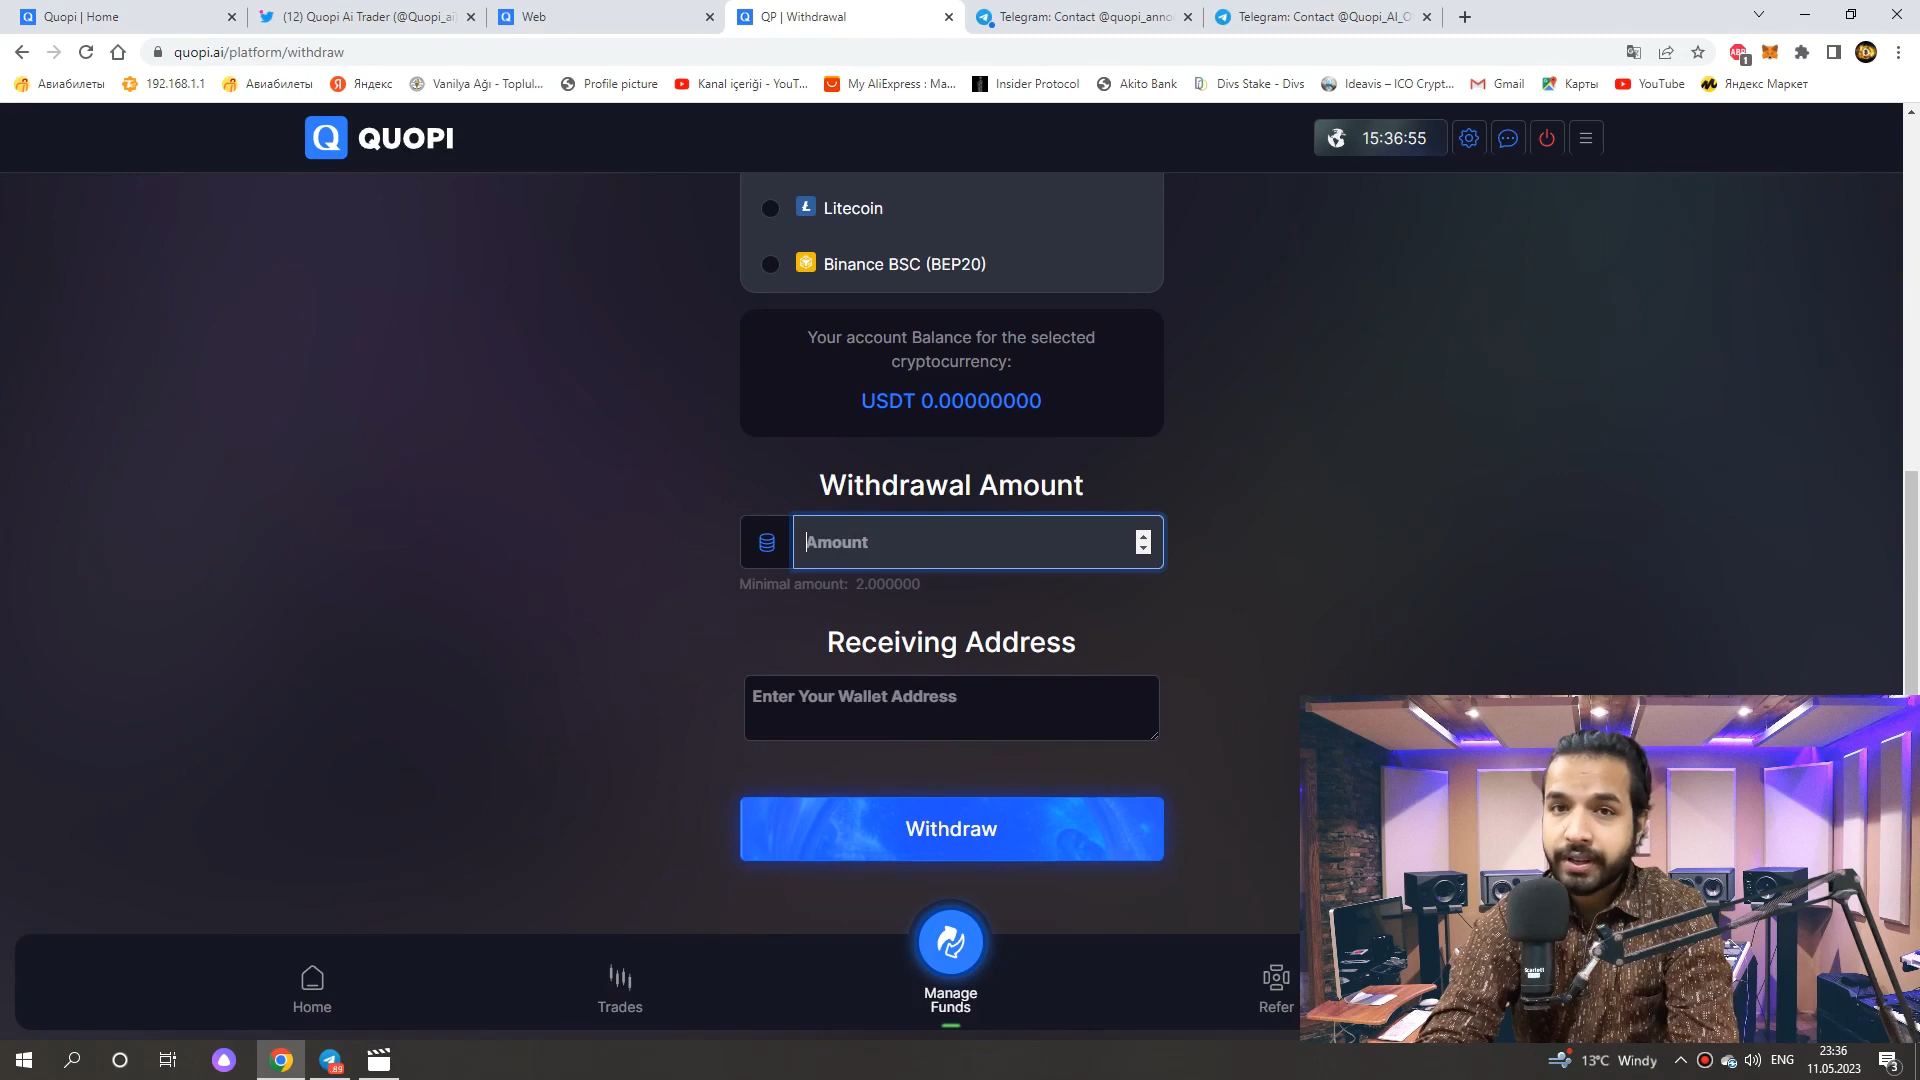 Quopi | Home
(12) Quopi Ai Trader (@Quopi_ai
Web
QP | Withdrawal
Telegram: Contact @quopi_anno
Telegram: Contact @Quopi_AI_O
quopi.ai/platform/withdraw
Авиабилеты
192.168.1.1
Авиабилеты
Яндекс
Vanilya Ağı - Toplul...
Profile picture
Kanal içeriği - YouT...
My AliExpress : Ma...
Insider Protocol
Akito Bank
Divs Stake - Divs
Ideavis – ICO Crypt...
Gmail
Карты
YouTube
Яндекс Маркет
QUOPI
15:36:55
Litecoin
Binance BSC (BEP20)
Your account Balance for the selected
cryptocurrency:
USDT 0.00000000
Withdrawal Amount
Amount
Minimal amount: 2.000000
Receiving Address
Enter Your Wallet Address
Withdraw
Home
Trades
Manage
Funds
Refer
13°C Windy
ENG
23:36
11.05.2023
3
89